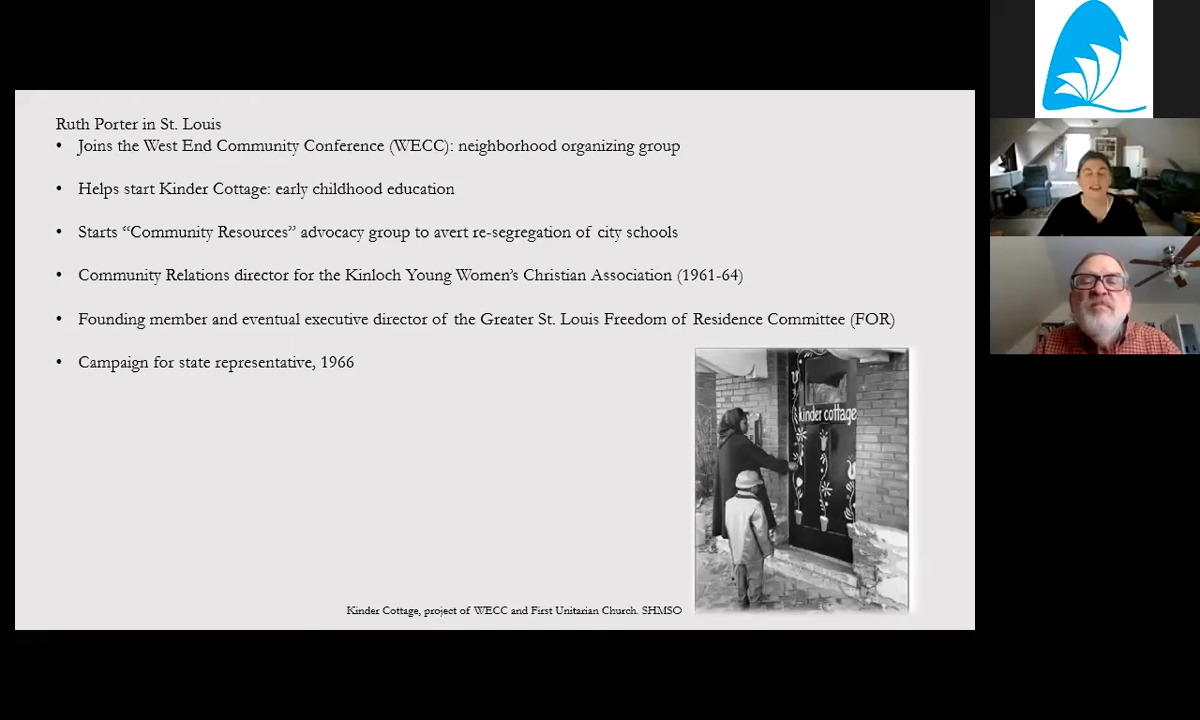 Ruth Porter in St. Louis
• Joins the West End Community Conference (WECC): neighborhood organizing group
• Helps start Kinder Cottage: early childhood education
• Starts “Community Resources” advocacy group to avert re-segregation of city schools
• Community Relations director for the Kinloch Young Women’s Christian Association (1961-64)
• Founding member and eventual executive director of the Greater St. Louis Freedom of Residence Committee (FOR)
• Campaign for state representative, 1966
kinder cottage
Kinder Cottage, project of WECC and First Unitarian Church. SHMSO